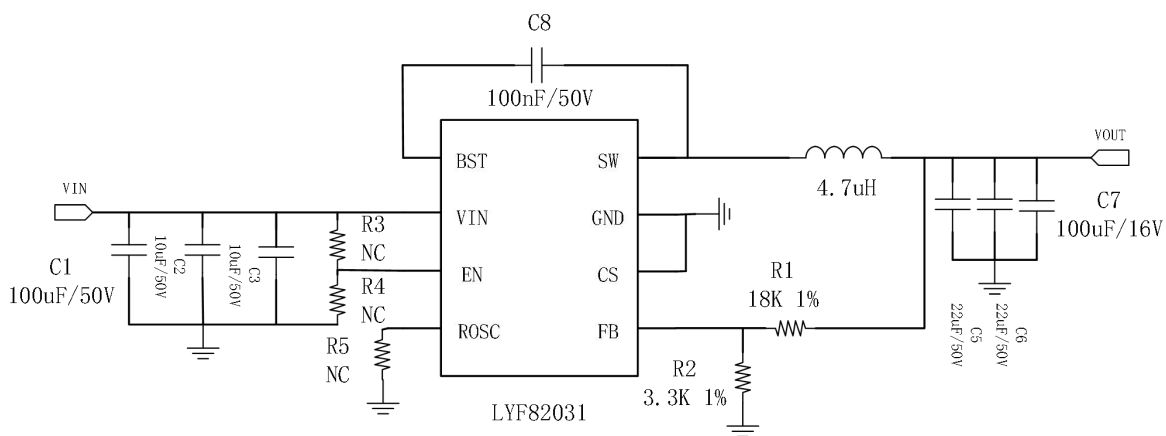 C8
100nF/50V
BST
SW
VIN
GND
EN
CS
ROSC
FB
LYF82031
VIN
C1
100uF/50V
C2
10uF/50V
C3
10uF/50V
R3
NC
R4
NC
R5
NC
4.7uH
VOUT
C7
100uF/16V
R1
18K 1%
R2
3.3K 1%
C5
22uF/50V
C6
22uF/50V